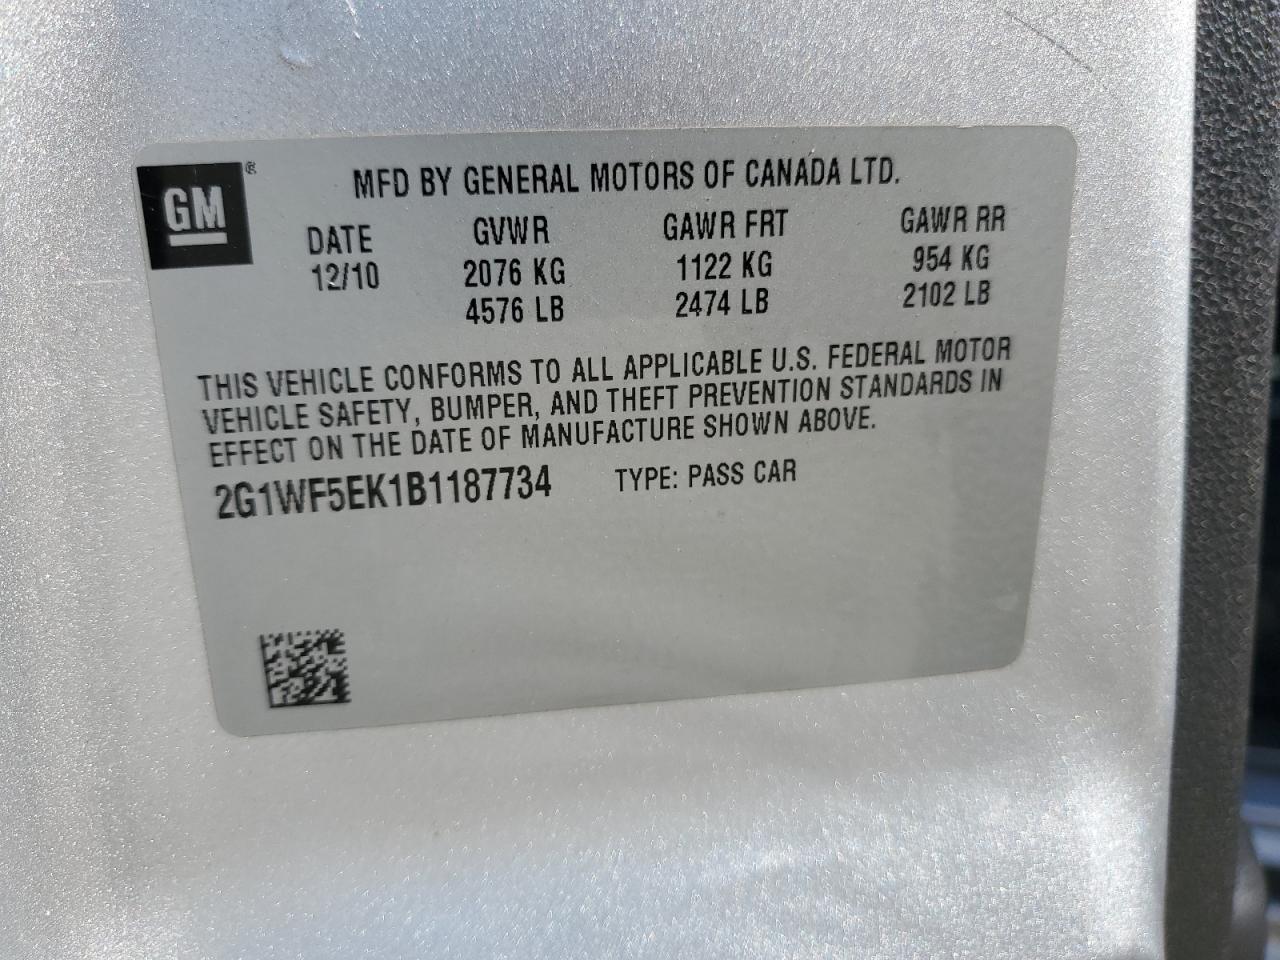 GM®
MFD BY GENERAL MOTORS OF CANADA LTD.
DATE GVWR GAWR FRT GAWR RR
12/10 2076 KG 1122 KG 954 KG
4576 LB 2474 LB 2102 LB
THIS VEHICLE CONFORMS TO ALL APPLICABLE U.S. FEDERAL MOTOR
VEHICLE SAFETY, BUMPER, AND THEFT PREVENTION STANDARDS IN
EFFECT ON THE DATE OF MANUFACTURE SHOWN ABOVE.
2G1WF5EK1B1187734 TYPE: PASS CAR